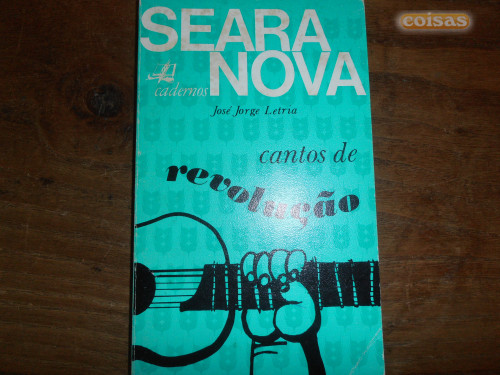 coisas
SEARA
NOVA
cadernos
José Jorge Letria
cantos de
revolução